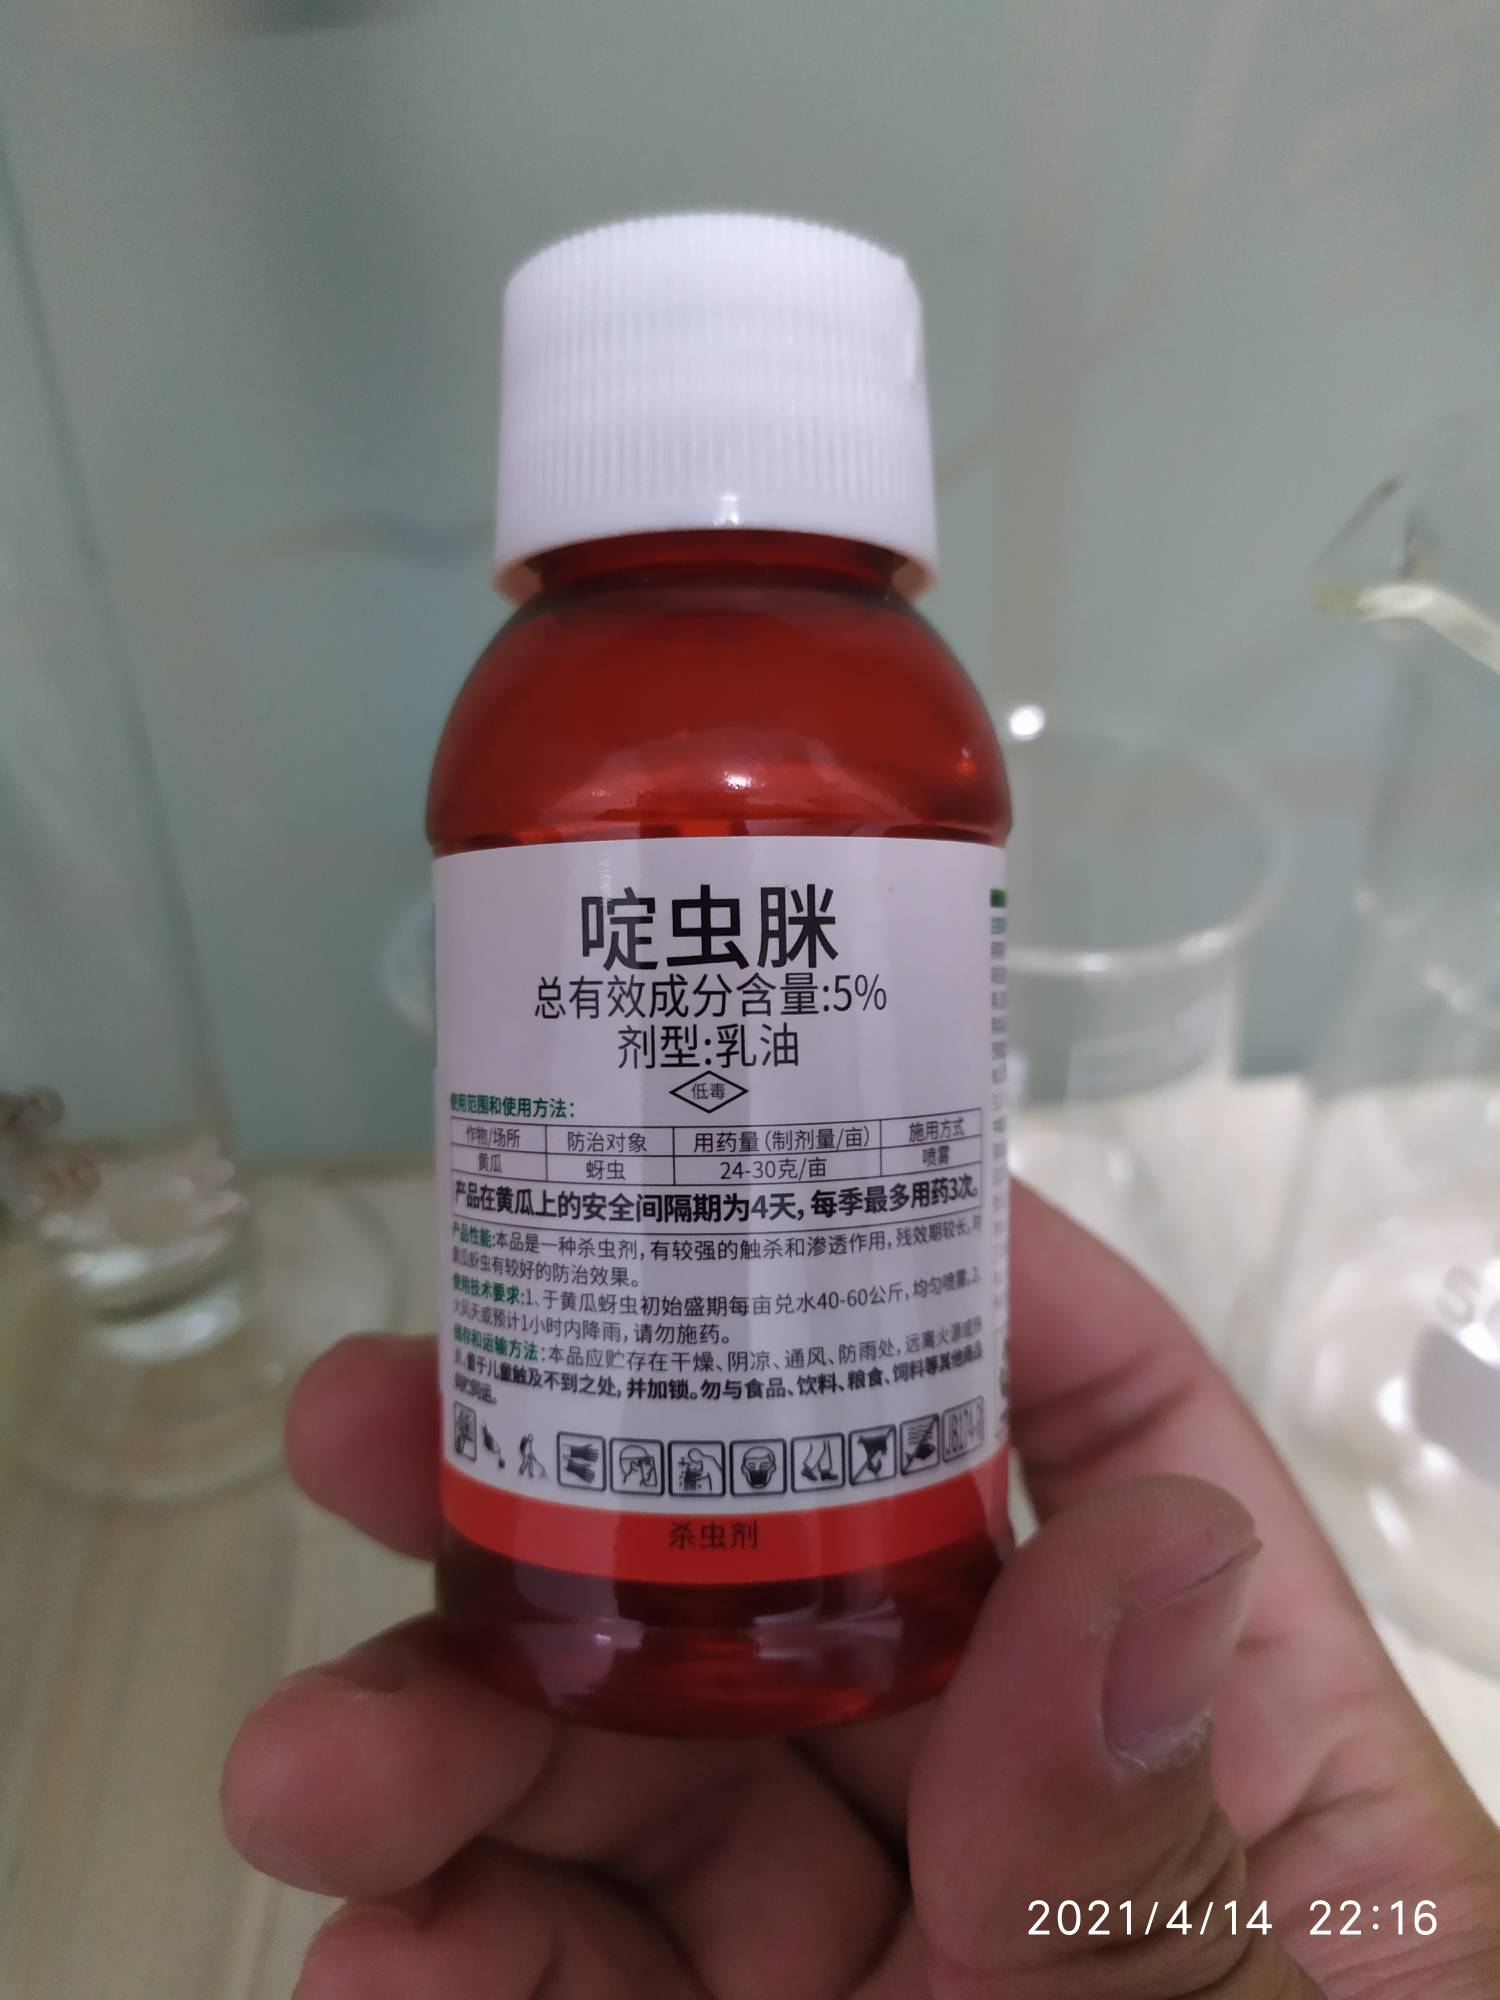 啶虫脒
总有效成分含量:5%
剂型:乳油
低毒
使用范围和使用方法:
作物/场所 防治对象 用药量(制剂量/亩) 施用方式
黄瓜 蚜虫 24-30克/亩 喷雾
产品在黄瓜上的安全间隔期为4天,每季最多用药3次。
产品性能:本品是一种杀虫剂,有较强的触杀和渗透作用,残效期较长,对
黄瓜蚜虫有较好的防治效果。
使用技术要求:1、于黄瓜蚜虫初始盛期每亩兑水40-60公斤,均匀喷雾。2、
大风天或预计1小时内降雨,请勿施药。
储存和运输方法:本品应贮存在干燥、阴凉、通风、防雨处,远离火源或热
源。置于儿童触及不到之处,并加锁。勿与食品、饮料、粮食、饲料等其他商品
同贮同运。
杀虫剂
2021/4/14 22:16